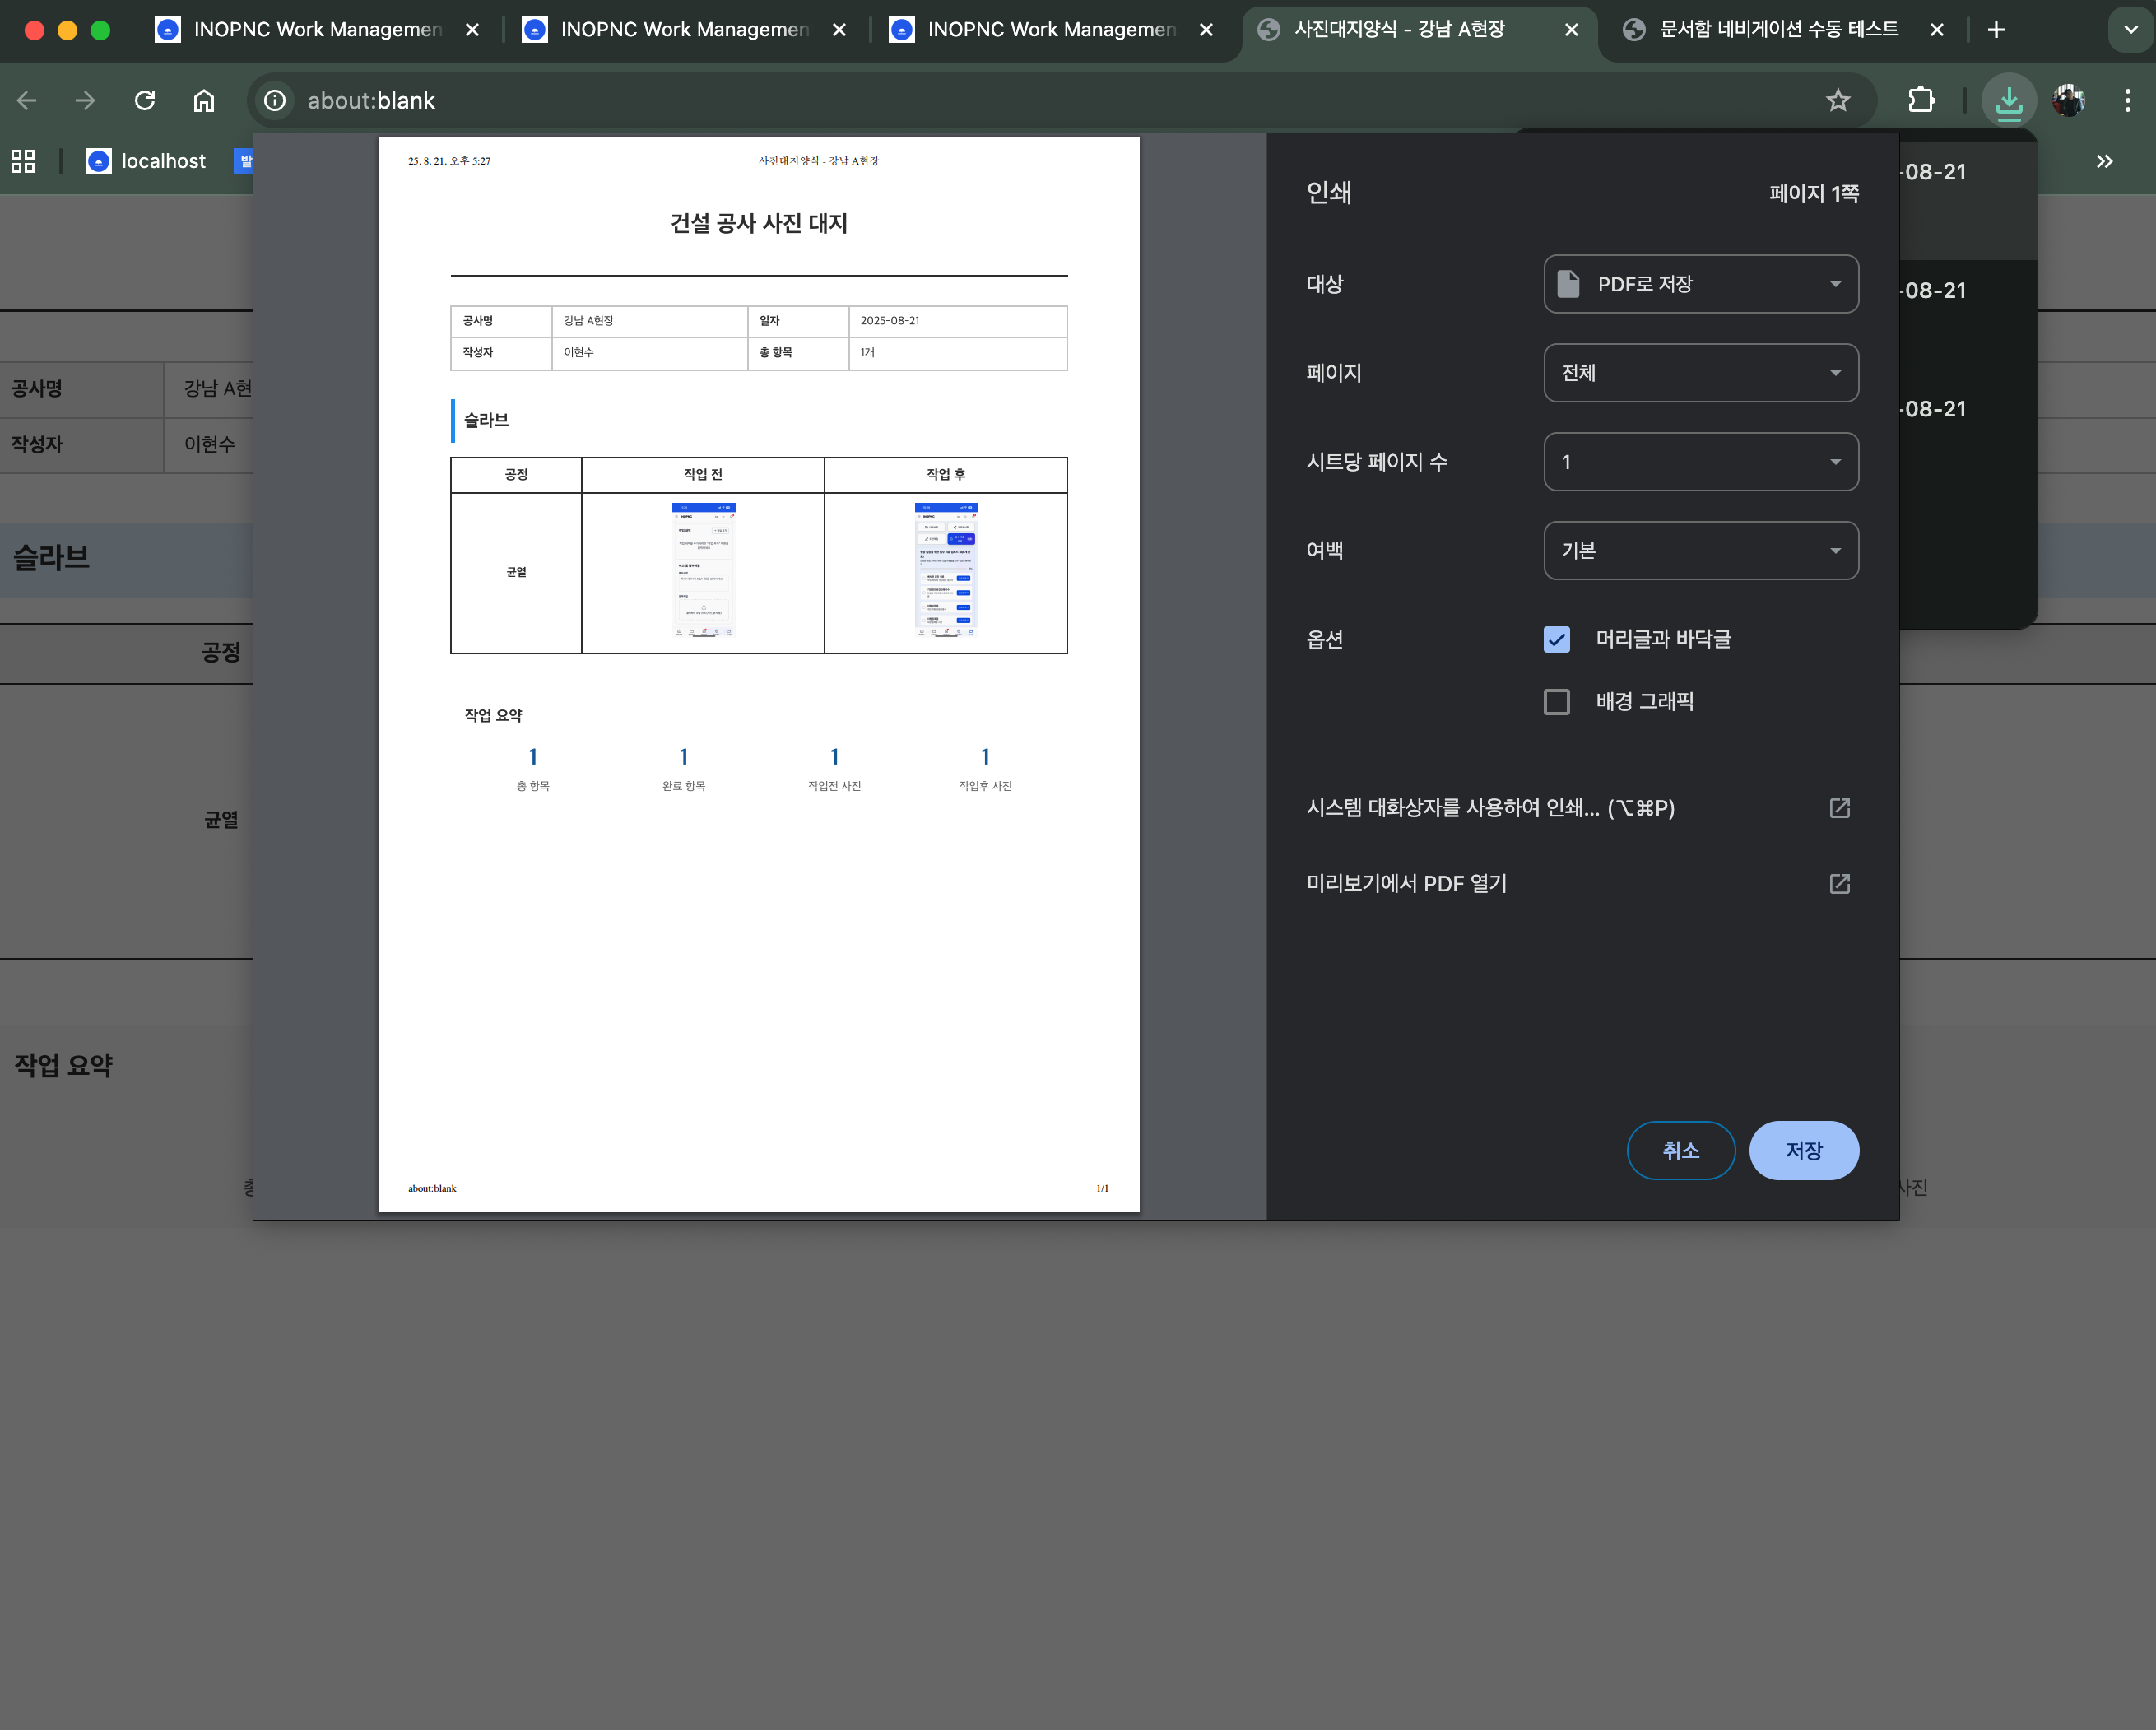 INOPNC Work Managemen
INOPNC Work Managemen
INOPNC Work Managemen
사진대지양식 - 강남 A현장
문서함 네비게이션 수동 테스트
about:blank
localhost
발
-08-21
-08-21
-08-21
공사명
강남 A현
작성자
이현수
슬라브
공정
균열
작업 요약
사진
25. 8. 21. 오후 5:27
사진대지양식 - 강남 A현장
건설 공사 사진 대지
공사명 강남 A현장 일자 2025-08-21
작성자 이현수 총 항목 1개
슬라브
공정 작업 전 작업 후
균열
INOPNC
INOPNC
작업 요약
1 1 1 1
총 항목 완료 항목 작업전 사진 작업후 사진
about:blank
1/1
인쇄
페이지 1쪽
대상
PDF로 저장
페이지
전체
시트당 페이지 수
1
여백
기본
옵션
머리글과 바닥글
배경 그래픽
시스템 대화상자를 사용하여 인쇄... (⌥⌘P)
미리보기에서 PDF 열기
취소
저장